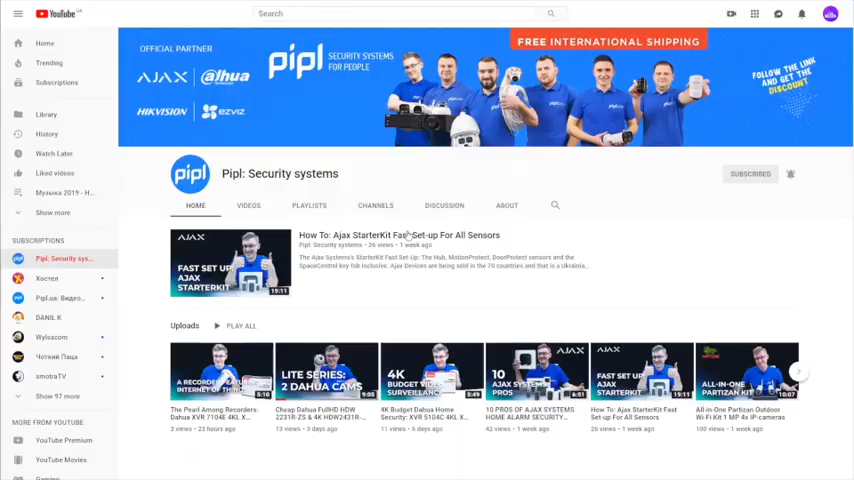 YouTube UA
Search
Home
Trending
Subscriptions
Library
History
Watch Later
Liked videos
Музыка 2019 - Н...
Show more
SUBSCRIPTIONS
Pipl: Security sys...
Хостел
Pipl.ua: Видео...
DANIL K
Wylsacom
Чоткий Паца
smotraTV
Show 97 more
MORE FROM YOUTUBE
YouTube Premium
YouTube Movies
Gaming
OFFICIAL PARTNER
AJAX
alhua
HIKVISION
EZVIZ
pipl SECURITY SYSTEMS
FOR PEOPLE
FREE INTERNATIONAL SHIPPING
FOLLOW THE LINK
AND GET THE
DISCOUNT
pipl
Pipl: Security systems
SUBSCRIBED
HOME VIDEOS PLAYLISTS CHANNELS DISCUSSION ABOUT
AJAX
FAST SET UP
AJAX
STARTERKIT
19:11
How To: Ajax StarterKit Fast Set-up For All Sensors
Pipl: Security systems • 26 views • 1 week ago
The Ajax Systems's StarterKit Fast Set-Up: The Hub, MotionProtect, DoorProtect sensors and the
SpaceControl key fob inclusive. Ajax Devices are being sold in the 70 countries and that is a Ukrainia...
Uploads PLAY ALL
A RECORDER FEATURING
INTERNET OF THINGS
5:10
The Pearl Among Recorders:
Dahua XVR 7104E 4KL X...
2 views • 23 hours ago
LITE SERIES:
2 DAHUA CAMS
9:05
Cheap Dahua FullHD HDW
2231R-ZS & 4K HDW2431R-...
13 views • 3 days ago
4K
BUDGET VIDEO
SURVEILLANCE
5:49
4K Budget Dahua Home
Security: XVR 5104C 4KL X...
11 views • 6 days ago
AJAX
10
AJAX SYSTEMS
PROS
6:51
10 PROS OF AJAX SYSTEMS
HOME ALARM SECURITY...
42 views • 1 week ago
AJAX
FAST SET UP
AJAX
STARTERKIT
19:11
How To: Ajax StarterKit Fast
Set-up For All Sensors
26 views • 1 week ago
ALL-IN-ONE
PARTIZAN KIT
10:07
All-in-One Partizan Outdoor
Wi-Fi Kit 1 MP 4x IP-cameras
100 views • 1 week ago